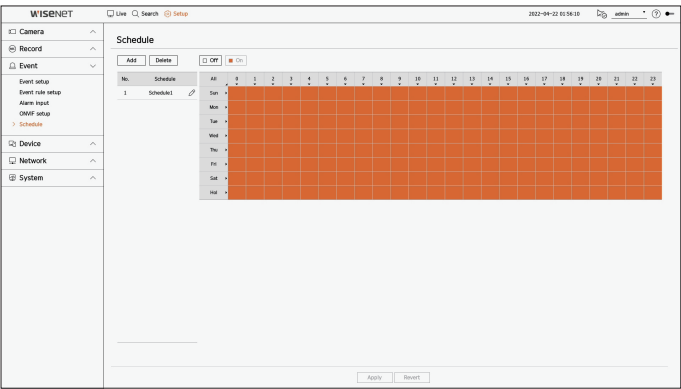 WISENET Live Search Setup 2022-04-22 01:56:10 admin ?
Camera
Record
Event
Event setup
Event rule setup
Alarm input
ONVIF setup
> Schedule
Device
Network
System
Schedule
Add Delete Off On
No. Schedule All 0 1 2 3 4 5 6 7 8 9 10 11 12 13 14 15 16 17 18 19 20 21 22 23
1 Schedule1 Sun
Mon
Tue
Wed
Thu
Fri
Sat
Hol
Apply Revert